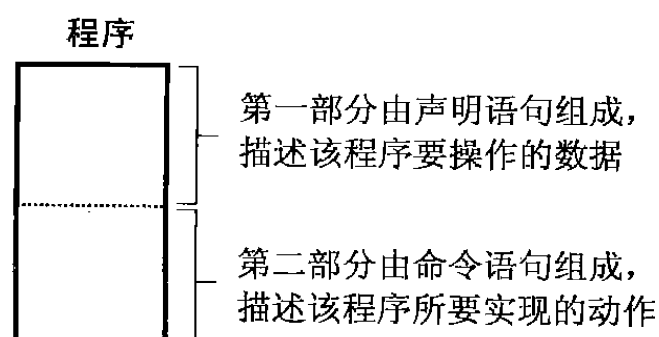 程序
第一部分由声明语句组成，
描述该程序要操作的数据
第二部分由命令语句组成，
描述该程序所要实现的动作